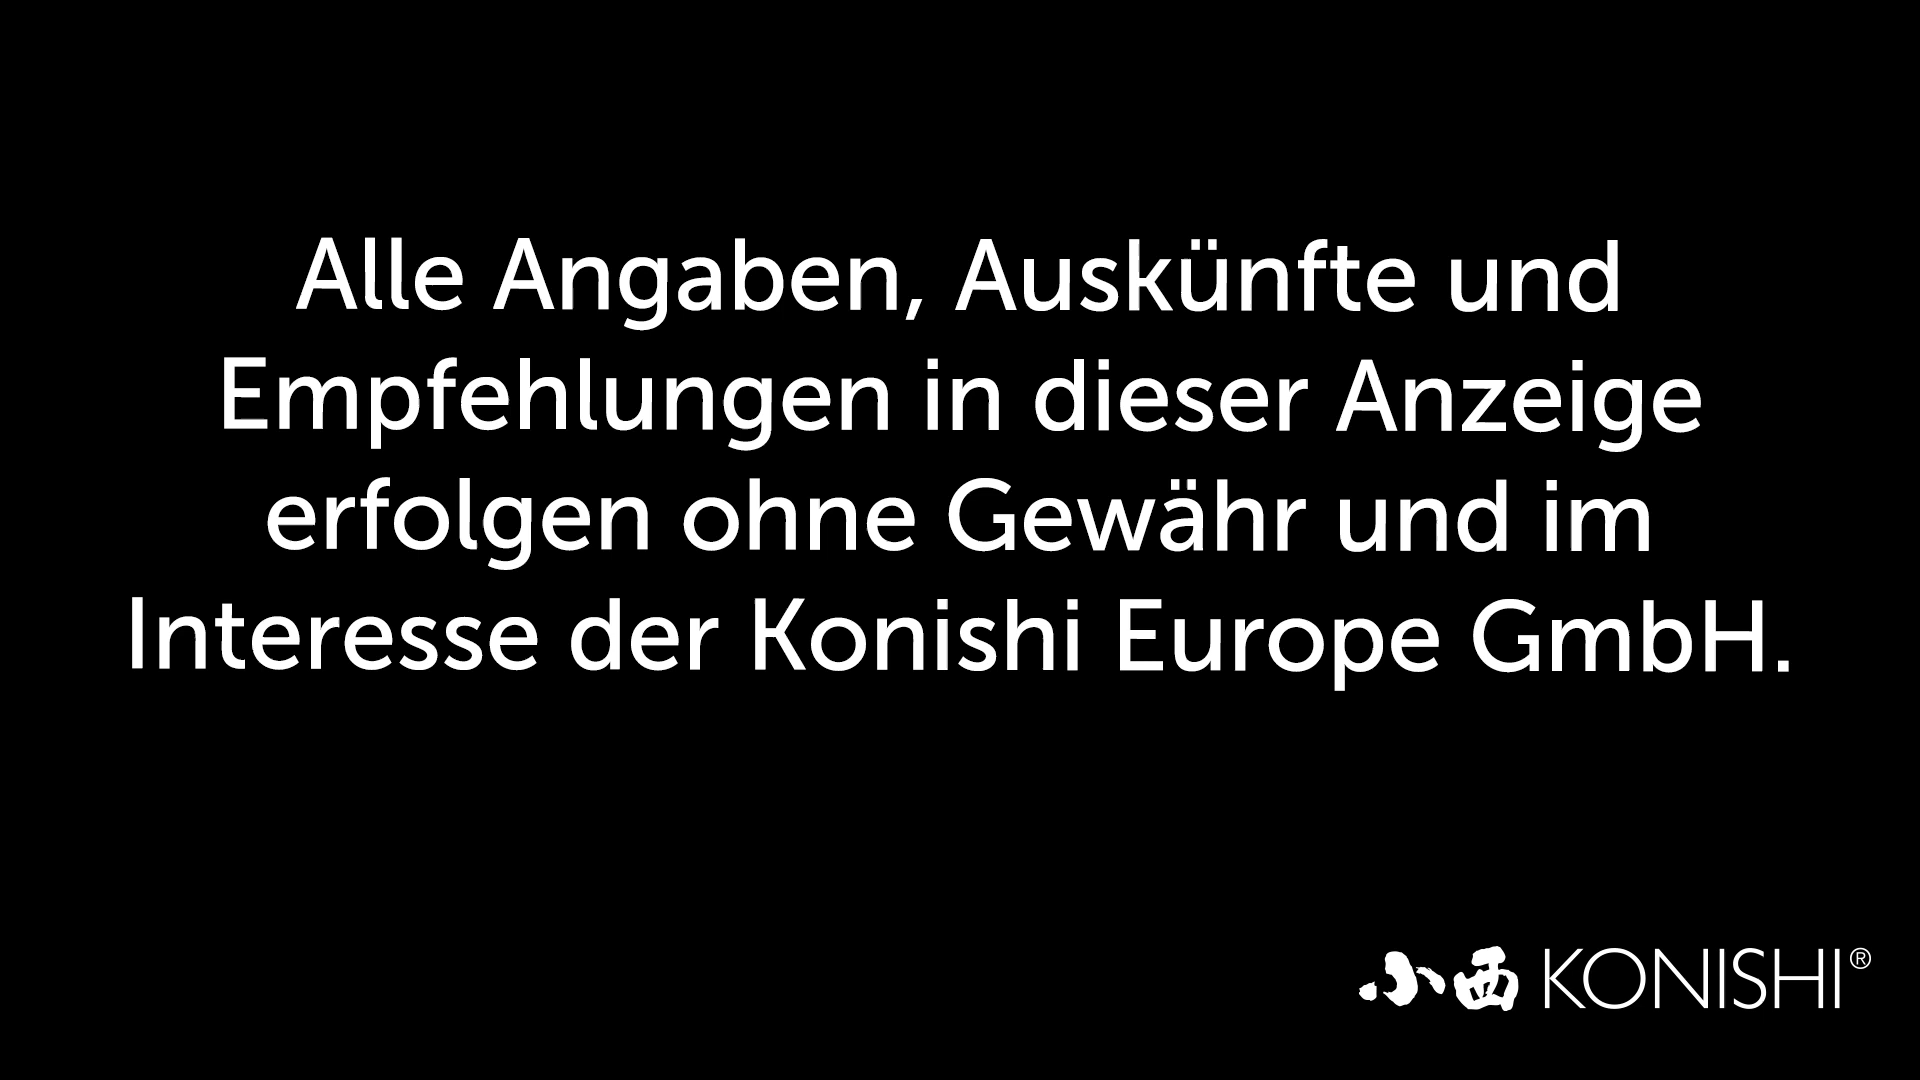 Alle Angaben, Auskünfte und
Empfehlungen in dieser Anzeige
erfolgen ohne Gewähr und im
Interesse der Konishi Europe GmbH.
小西 KONISHI®